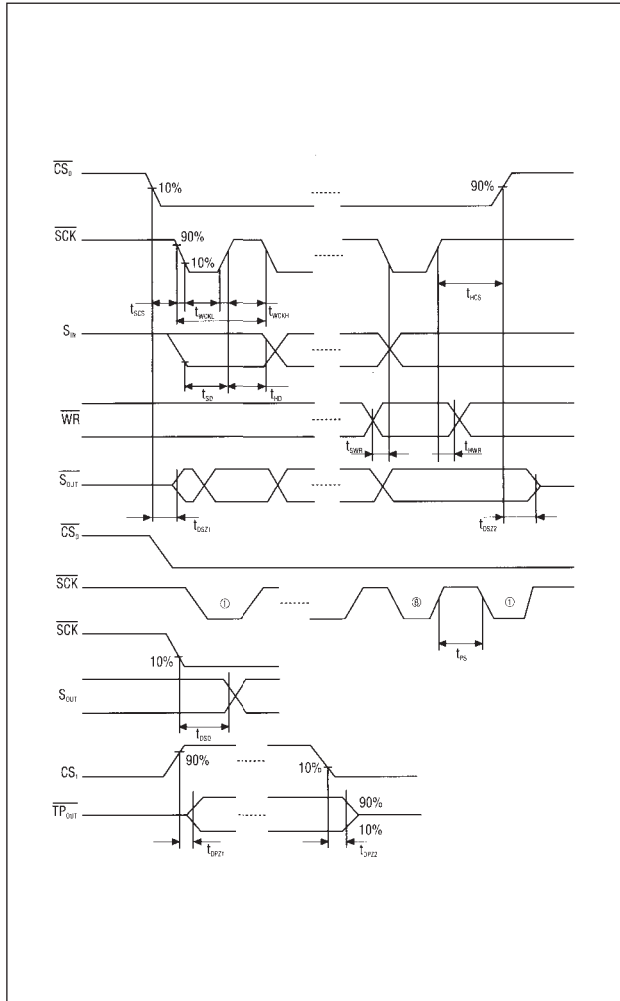 CS₀
10%
90%
SCK
90%
10%
tSCS
tWCKL
tWCKH
tHCS
SIN
tSD
tHD
WR
tSWR
tHWR
SOUT
tDSZ1
tDSZ2
CS₀
SCK
①
⑧
①
tPS
SCK
10%
SOUT
tDSD
CS₁
90%
10%
TPOUT
90%
10%
tDPZ1
tDPZ2